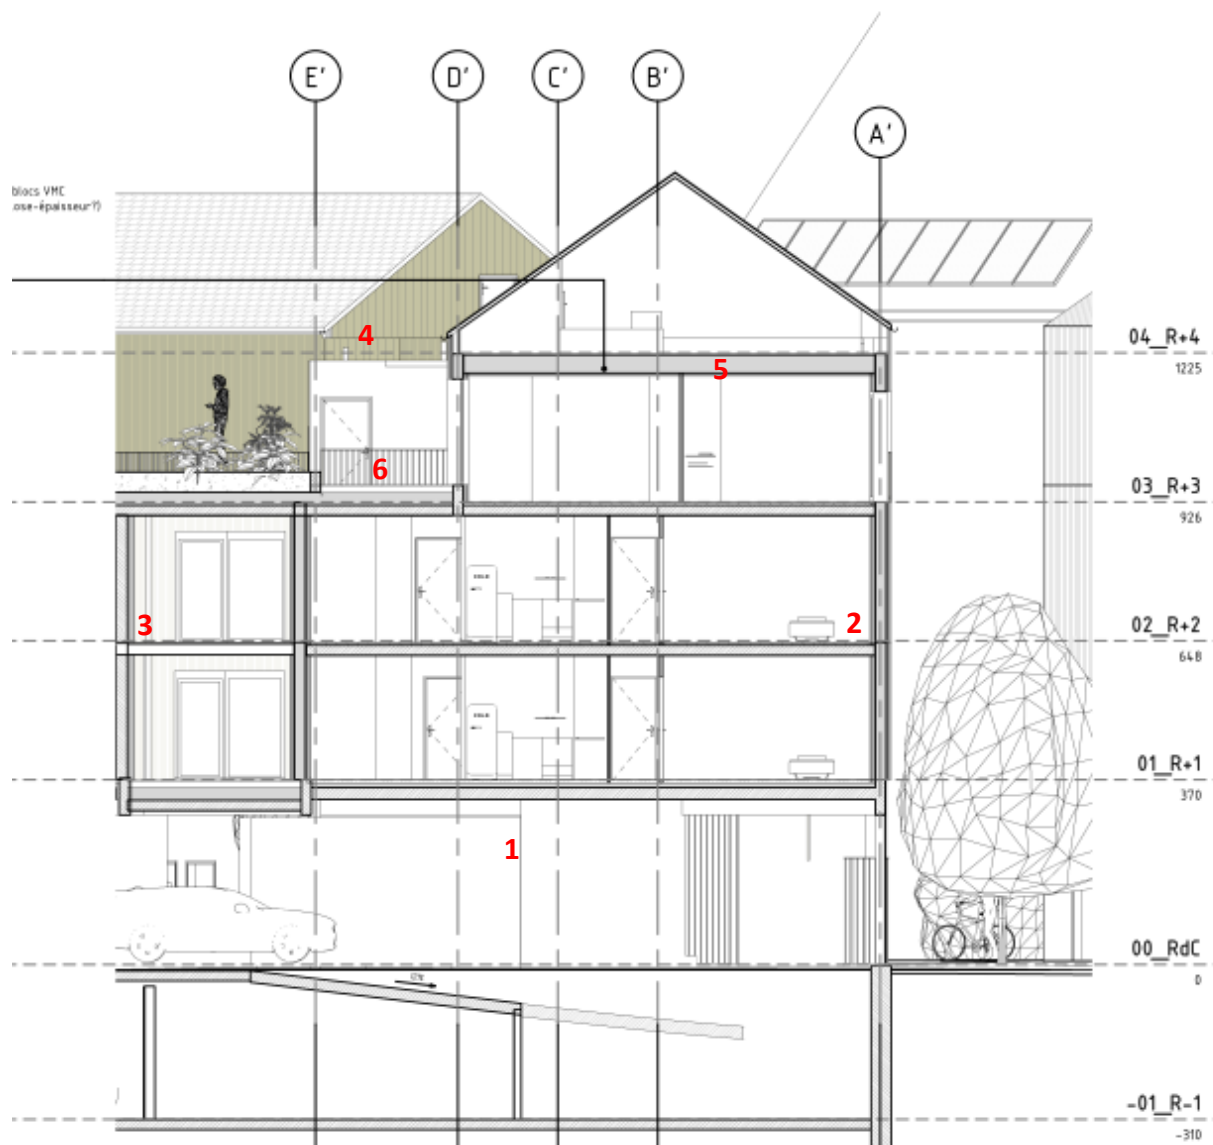 E'
D'
C'
B'
A'
blocs VMC
ose-épaisseur?)
4
5
04_R+4
1225
6
03_R+3
926
3
2
02_R+2
648
01_R+1
370
1
00_RdC
0
-01_R-1
-310